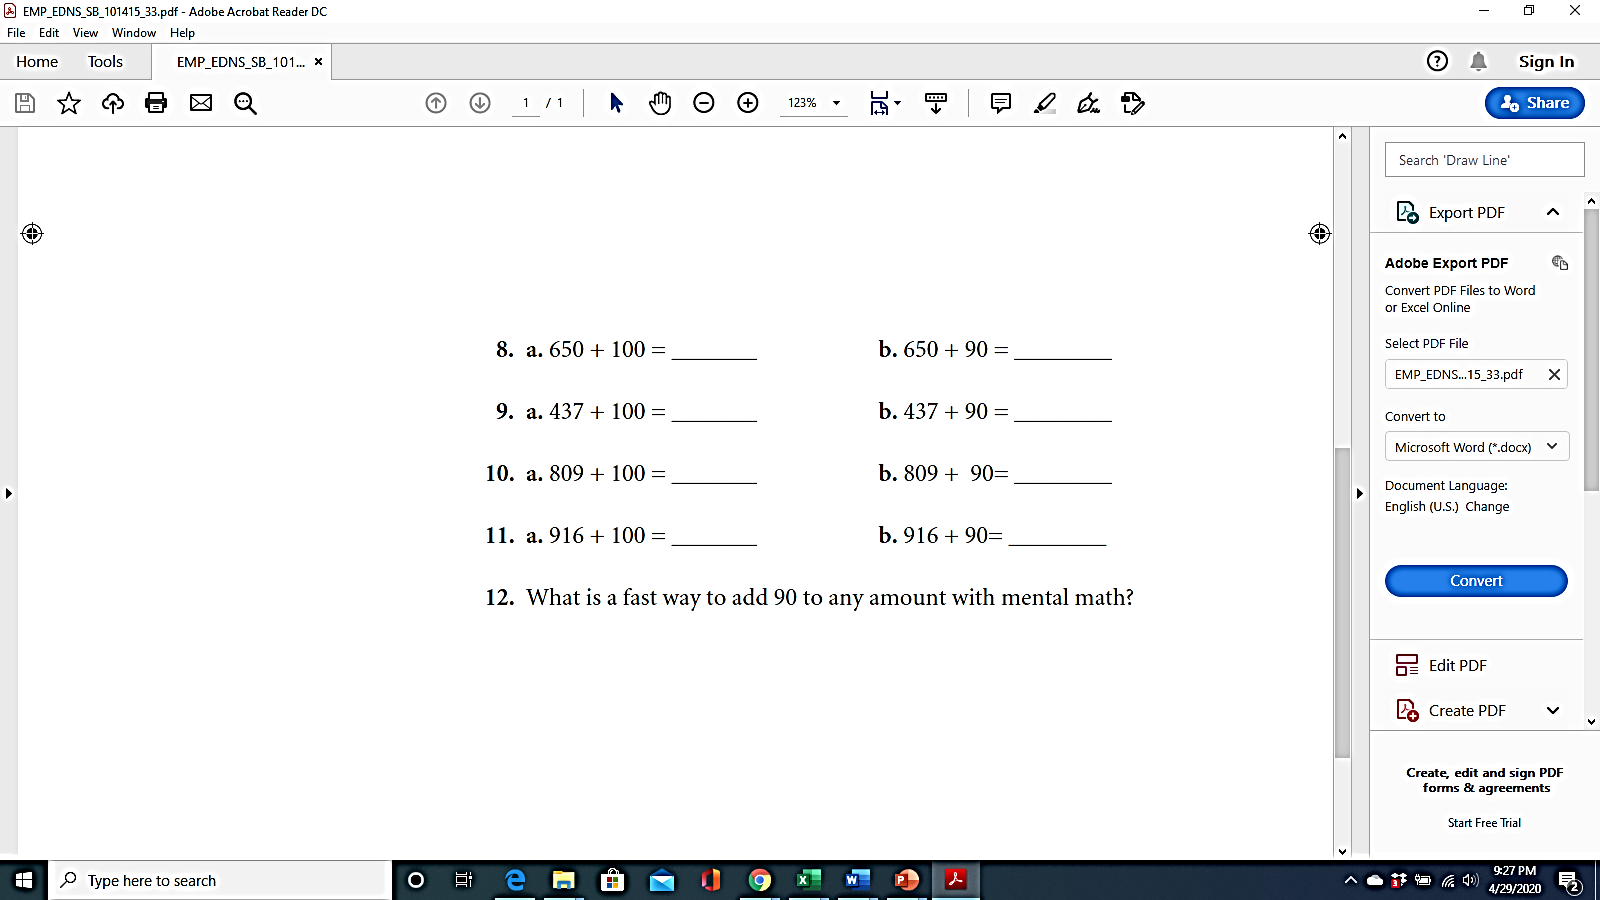 EMP_EDNS_SB_101415_33.pdf - Adobe Acrobat Reader DC
File Edit View Window Help
Home Tools EMP_EDNS_SB_101... × Sign In
1 / 1 123% Share
Search 'Draw Line'
Export PDF
Adobe Export PDF
Convert PDF Files to Word
or Excel Online
Select PDF File
EMP_EDNS...15_33.pdf
Convert to
Microsoft Word (*.docx)
Document Language:
English (U.S.) Change
Convert
Edit PDF
Create PDF
Create, edit and sign PDF
forms & agreements
Start Free Trial
8. a. 650 + 100 = _______ b. 650 + 90 = ________
9. a. 437 + 100 = _______ b. 437 + 90 = ________
10. a. 809 + 100 = _______ b. 809 + 90= ________
11. a. 916 + 100 = _______ b. 916 + 90= ________
12. What is a fast way to add 90 to any amount with mental math?
Type here to search
9:27 PM
4/29/2020
2